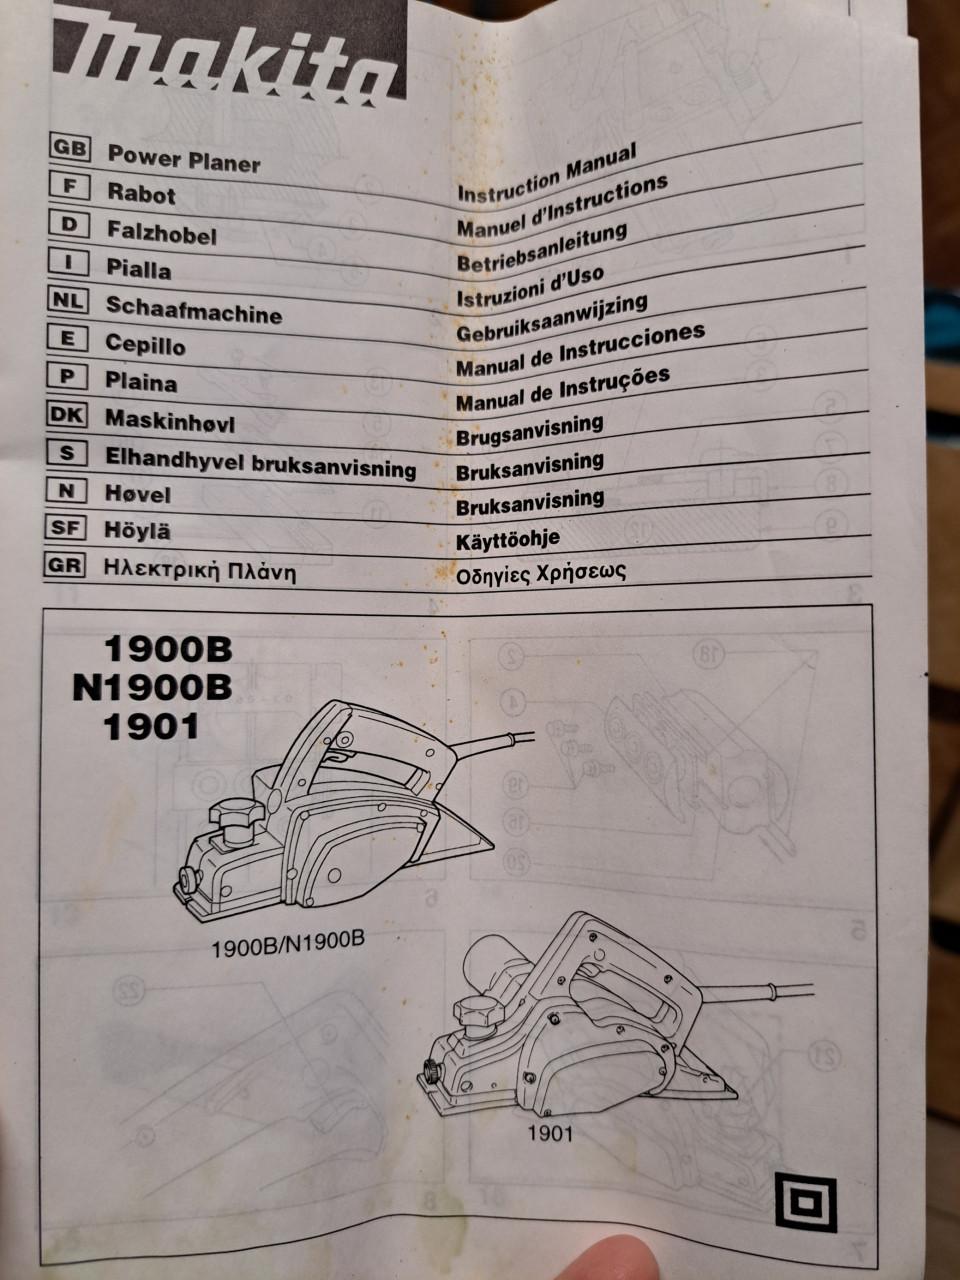 makita
GB Power Planer Instruction Manual
F Rabot Manuel d'Instructions
D Falzhobel Betriebsanleitung
I Pialla Istruzioni d'Uso
NL Schaafmachine Gebruiksaanwijzing
E Cepillo Manual de Instrucciones
P Plaina Manual de Instruções
DK Maskinhøvl Brugsanvisning
S Elhandhyvel bruksanvisning Bruksanvisning
N Høvel Bruksanvisning
SF Höylä Käyttöohje
GR Ηλεκτρική Πλάνη Οδηγίες Χρήσεως
1900B
N1900B
1901
1900B/N1900B
1901